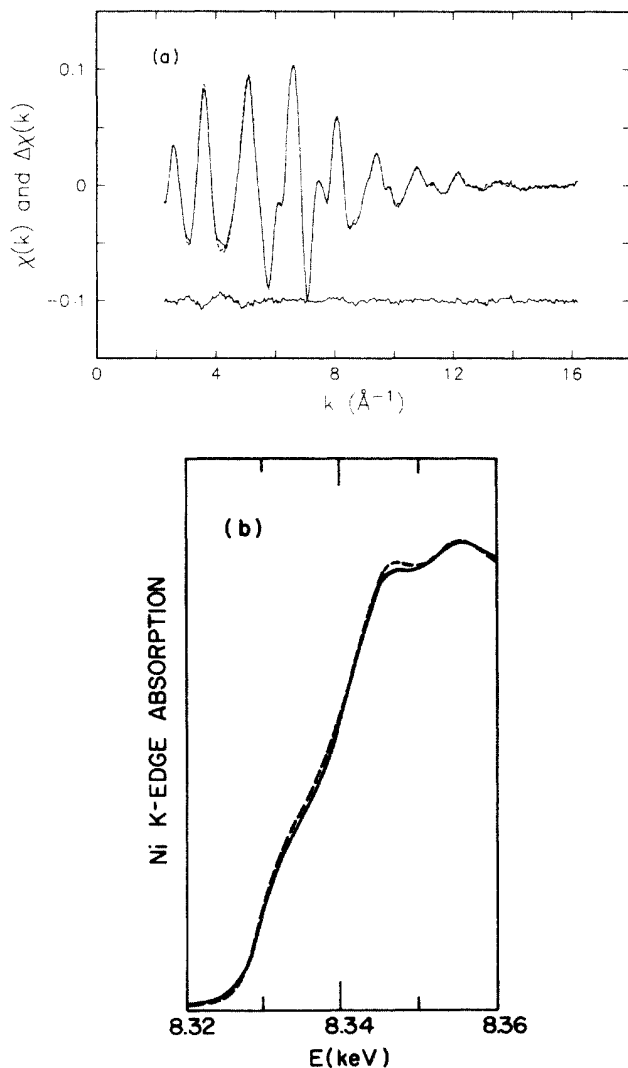 (a)
0.1
0
−0.1
χ(k) and Δχ(k)
0 4 8 12 16
k (Å⁻¹)
(b)
Ni K-EDGE ABSORPTION
8.32 8.34 8.36
E(keV)